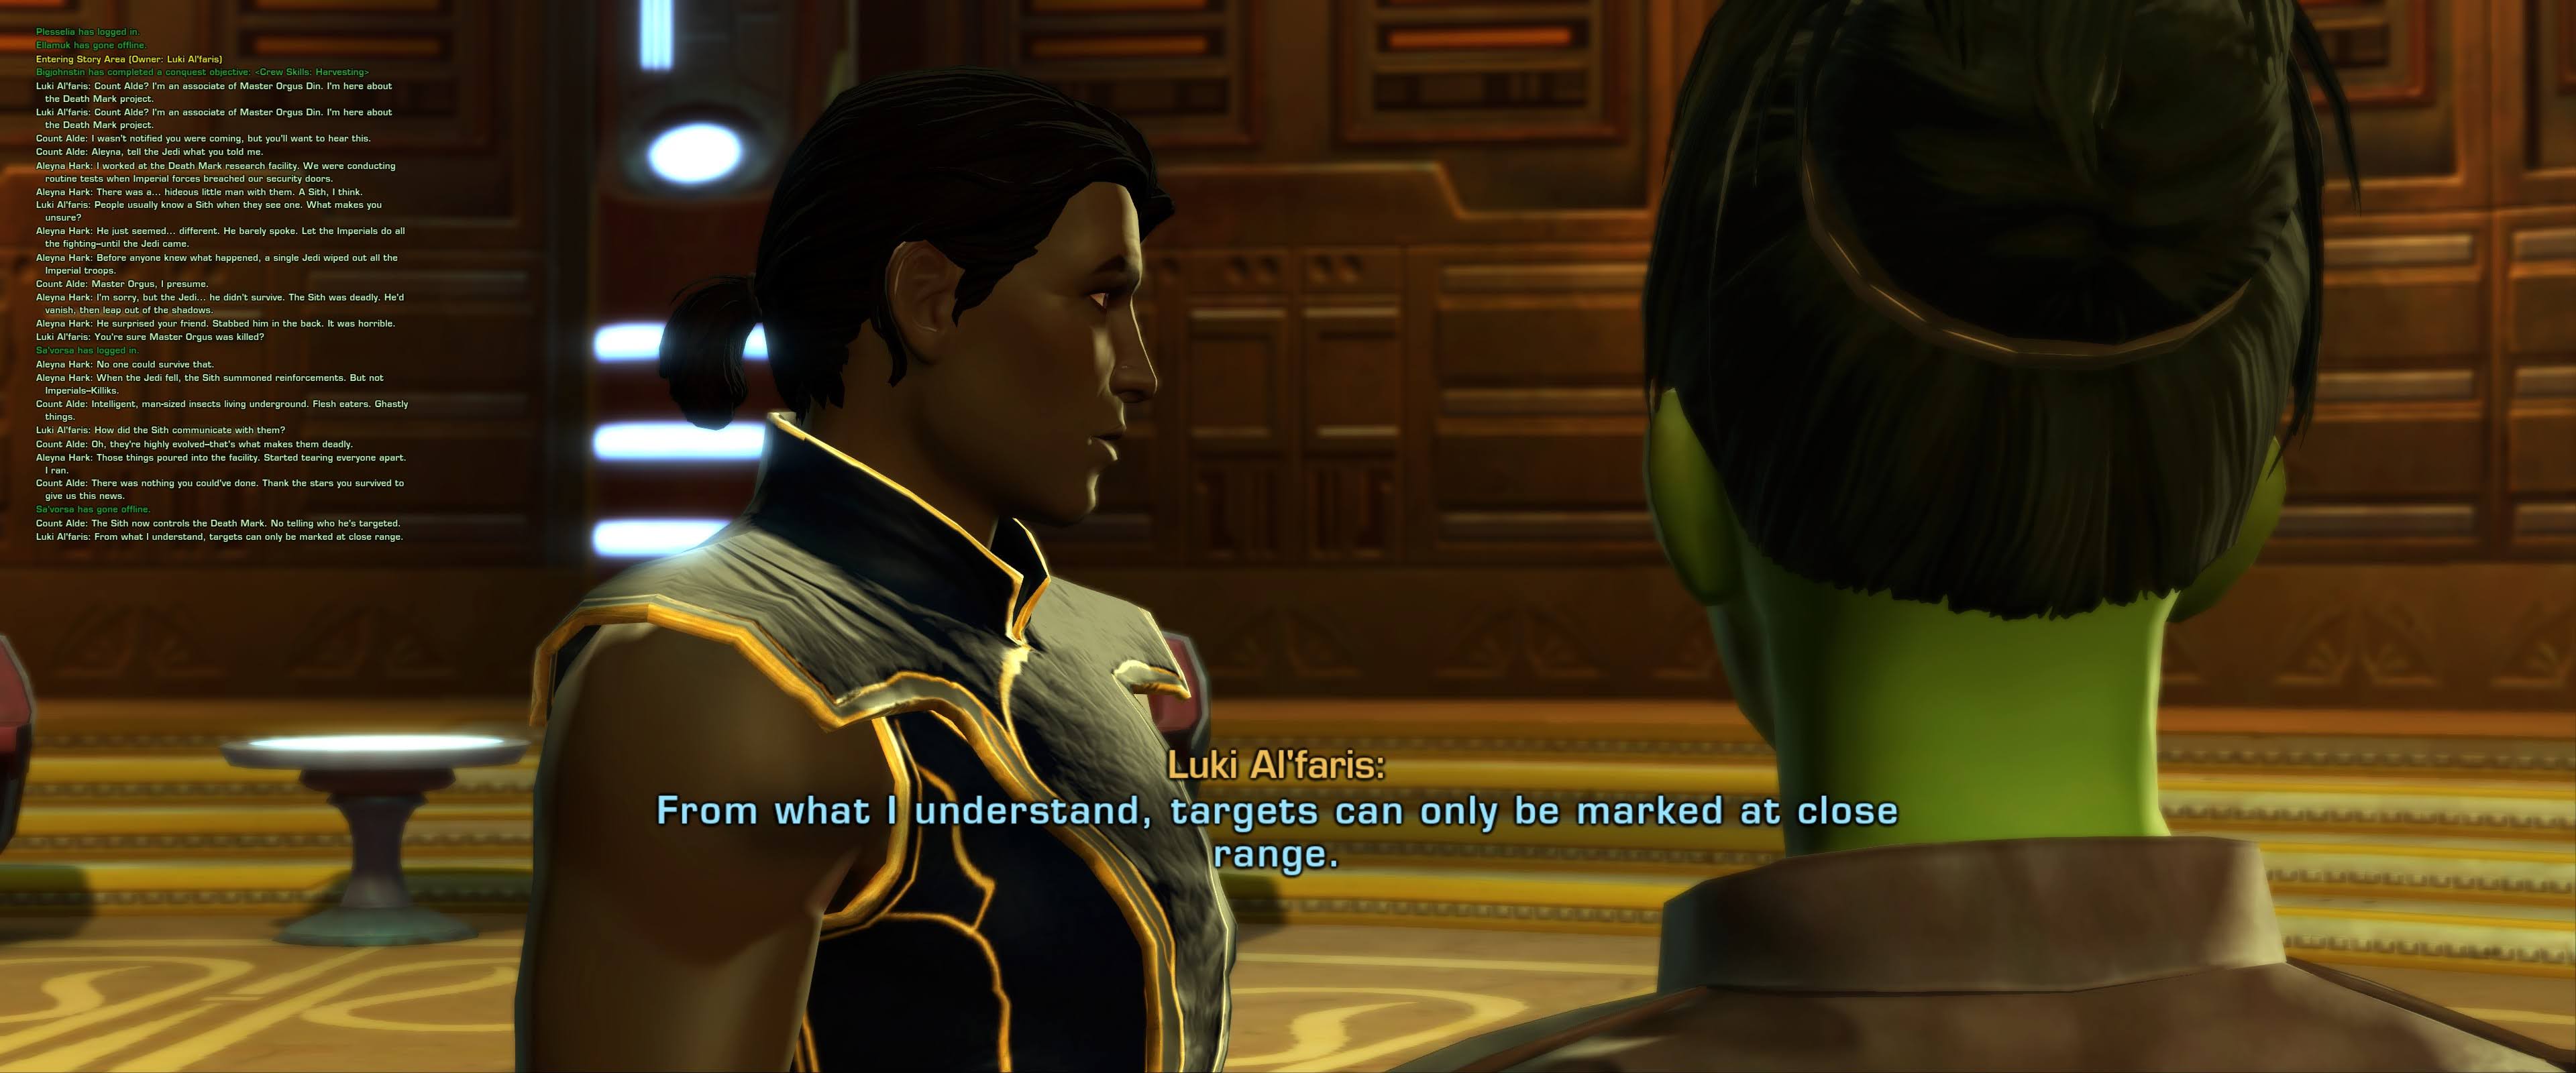 Plesselia has logged in.
Ellamuk has gone offline.
Entering Story Area (Owner: Luki Al'faris)
Bigjohnstin has completed a conquest objective: <Crew Skills: Harvesting>
Luki Al'faris: Count Alde? I'm an associate of Master Orgus Din. I'm here about
the Death Mark project.
Luki Al'faris: Count Alde? I'm an associate of Master Orgus Din. I'm here about
the Death Mark project.
Count Alde: I wasn't notified you were coming, but you'll want to hear this.
Count Alde: Aleyna, tell the Jedi what you told me.
Aleyna Hark: I worked at the Death Mark research facility. We were conducting
routine tests when Imperial forces breached our security doors.
Aleyna Hark: There was a... hideous little man with them. A Sith, I think.
Luki Al'faris: People usually know a Sith when they see one. What makes you
unsure?
Aleyna Hark: He just seemed... different. He barely spoke. Let the Imperials do all
the fighting—until the Jedi came.
Aleyna Hark: Before anyone knew what happened, a single Jedi wiped out all the
Imperial troops.
Count Alde: Master Orgus, I presume.
Aleyna Hark: I'm sorry, but the Jedi... he didn't survive. The Sith was deadly. He'd
vanish, then leap out of the shadows.
Aleyna Hark: He surprised your friend. Stabbed him in the back. It was horrible.
Luki Al'faris: You're sure Master Orgus was killed?
Sa'vorsa has logged in.
Aleyna Hark: No one could survive that.
Aleyna Hark: When the Jedi fell, the Sith summoned reinforcements. But not
Imperials—Killiks.
Count Alde: Intelligent, man-sized insects living underground. Flesh eaters. Ghastly
things.
Luki Al'faris: How did the Sith communicate with them?
Count Alde: Oh, they're highly evolved—that's what makes them deadly.
Aleyna Hark: Those things poured into the facility. Started tearing everyone apart.
I ran.
Count Alde: There was nothing you could've done. Thank the stars you survived to
give us this news.
Sa'vorsa has gone offline.
Count Alde: The Sith now controls the Death Mark. No telling who he's targeted.
Luki Al'faris: From what I understand, targets can only be marked at close range.
Luki Al'faris:
From what I understand, targets can only be marked at close
range.